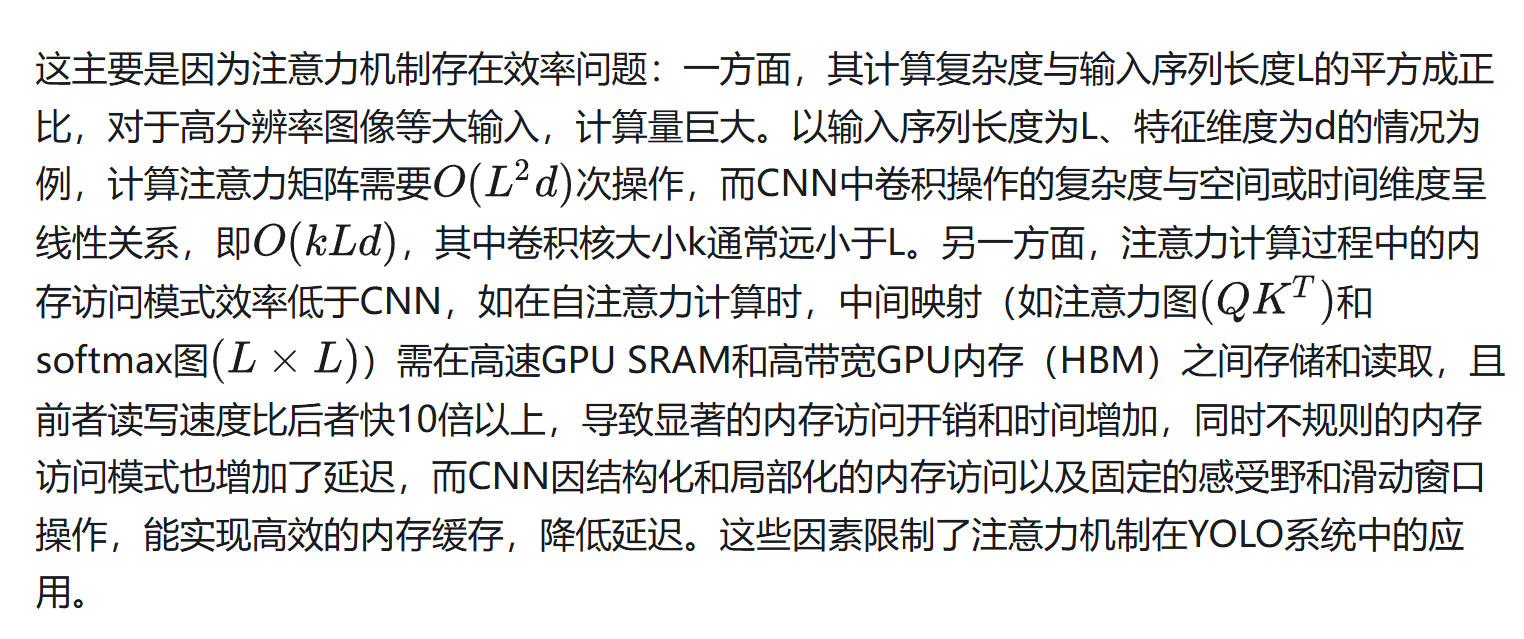 这主要是因为注意力机制存在效率问题：一方面，其计算复杂度与输入序列长度L的平方成正
比，对于高分辨率图像等大输入，计算量巨大。以输入序列长度为L、特征维度为d的情况为
例，计算注意力矩阵需要$O(L^2d)$次操作，而CNN中卷积操作的复杂度与空间或时间维度呈
线性关系，即$O(kLd)$，其中卷积核大小k通常远小于L。另一方面，注意力计算过程中的内
存访问模式效率低于CNN，如在自注意力计算时，中间映射（如注意力图$(QK^T)$和
softmax图$(L \times L)$）需在高速GPU SRAM和高带宽GPU内存（HBM）之间存储和读取，且
前者读写速度比后者快10倍以上，导致显著的内存访问开销和时间增加，同时不规则的内存
访问模式也增加了延迟，而CNN因结构化和局部化的内存访问以及固定的感受野和滑动窗口
操作，能实现高效的内存缓存，降低延迟。这些因素限制了注意力机制在YOLO系统中的应
用。